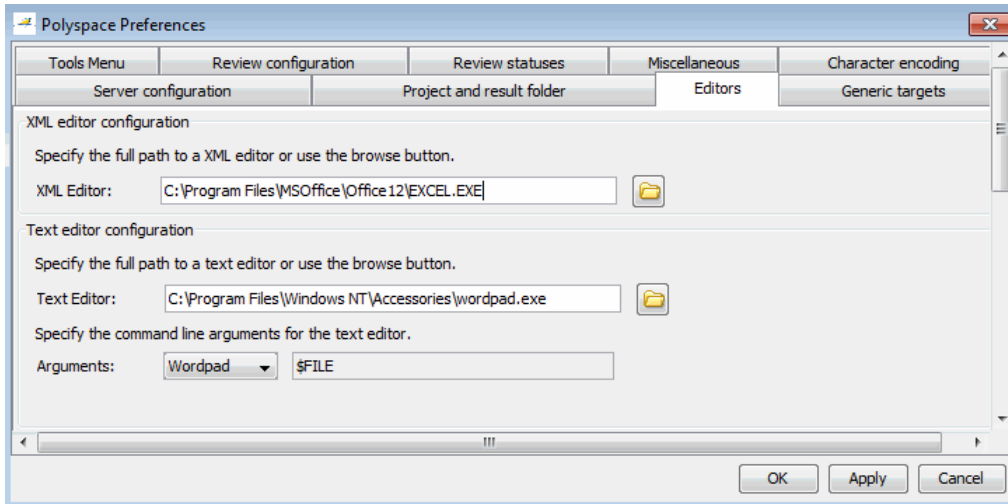 Polyspace Preferences
Tools Menu Review configuration Review statuses Miscellaneous Character encoding
Server configuration Project and result folder Editors Generic targets
XML editor configuration
Specify the full path to a XML editor or use the browse button.
XML Editor: C:\Program Files\MSOffice\Office12\EXCEL.EXE
Text editor configuration
Specify the full path to a text editor or use the browse button.
Text Editor: C:\Program Files\Windows NT\Accessories\wordpad.exe
Specify the command line arguments for the text editor.
Arguments: Wordpad $FILE
OK Apply Cancel